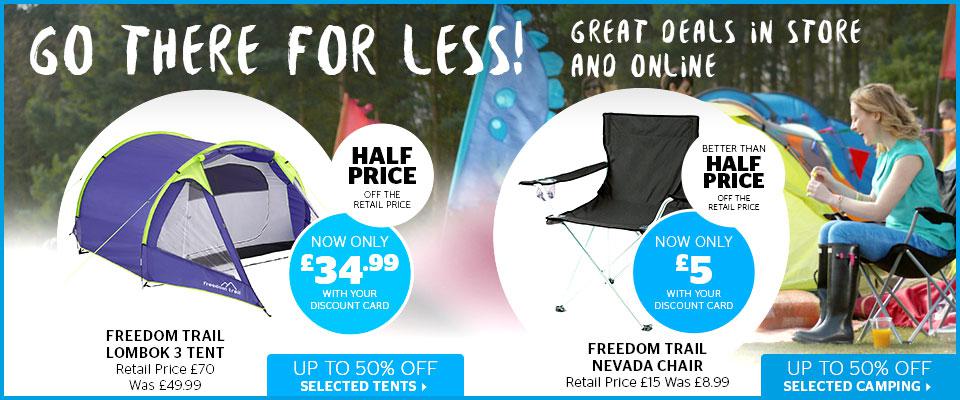 GO THERE FOR LESS!
GREAT DEALS IN STORE
AND ONLINE
HALF
PRICE
OFF THE
RETAIL PRICE
NOW ONLY
£34.99
WITH YOUR
DISCOUNT CARD
freedom trail
FREEDOM TRAIL
LOMBOK 3 TENT
Retail Price £70
Was £49.99
UP TO 50% OFF
SELECTED TENTS
BETTER THAN
HALF
PRICE
OFF THE
RETAIL PRICE
NOW ONLY
£5
WITH YOUR
DISCOUNT CARD
FREEDOM TRAIL
NEVADA CHAIR
Retail Price £15 Was £8.99
UP TO 50% OFF
SELECTED CAMPING